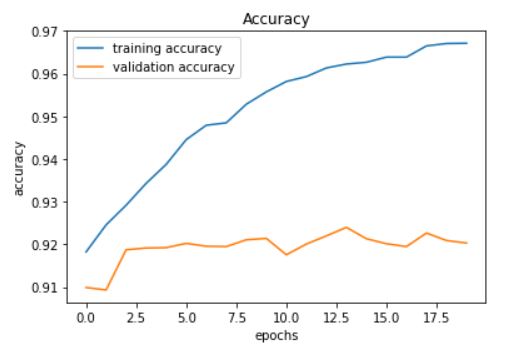 Accuracy
training accuracy
validation accuracy
accuracy
0.97
0.96
0.95
0.94
0.93
0.92
0.91
0.0 2.5 5.0 7.5 10.0 12.5 15.0 17.5
epochs